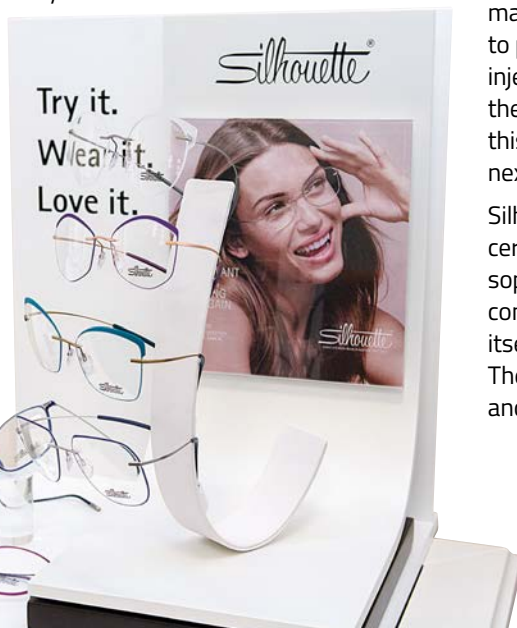 Silhouette
Try it.
Wear it.
Love it.
Silhouette
ma
to
inje
the
this
nex
Silh
cer
sop
con
itse
The
and